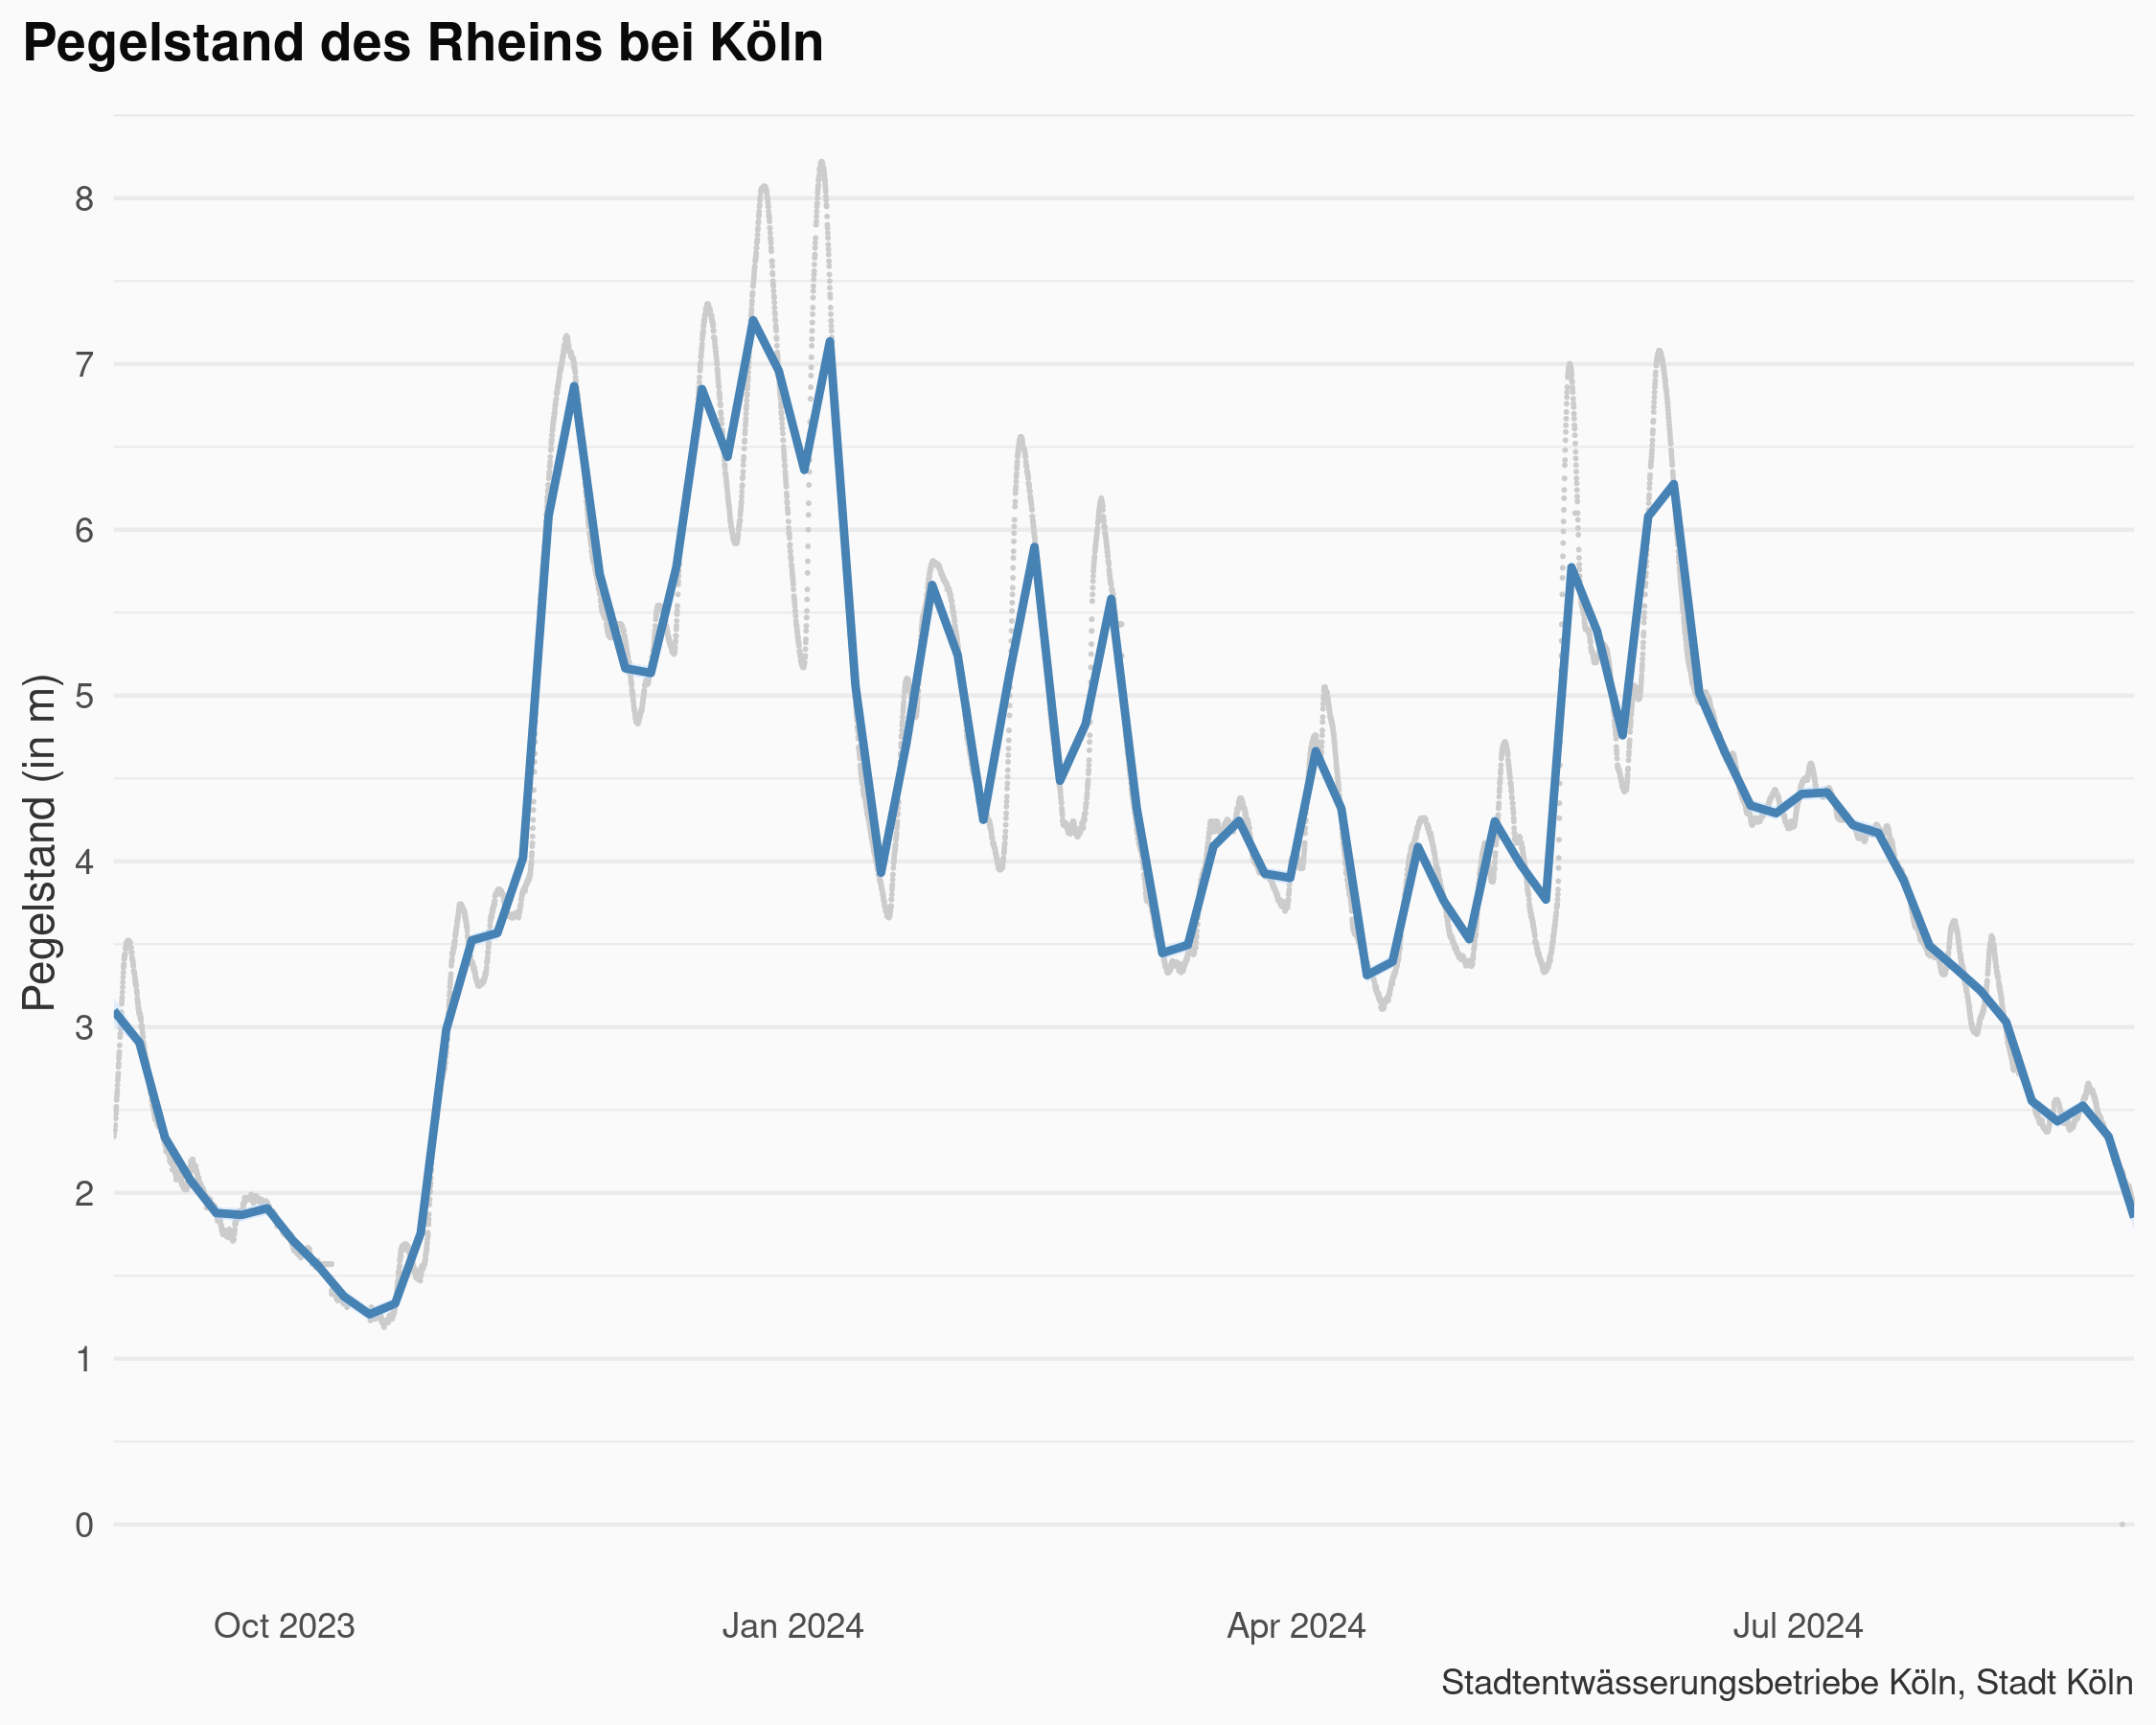 Pegelstand des Rheins bei Köln
Pegelstand (in m)
8
7
6
5
4
3
2
1
0
Oct 2023 Jan 2024 Apr 2024 Jul 2024
Stadtentwässerungsbetriebe Köln, Stadt Köln